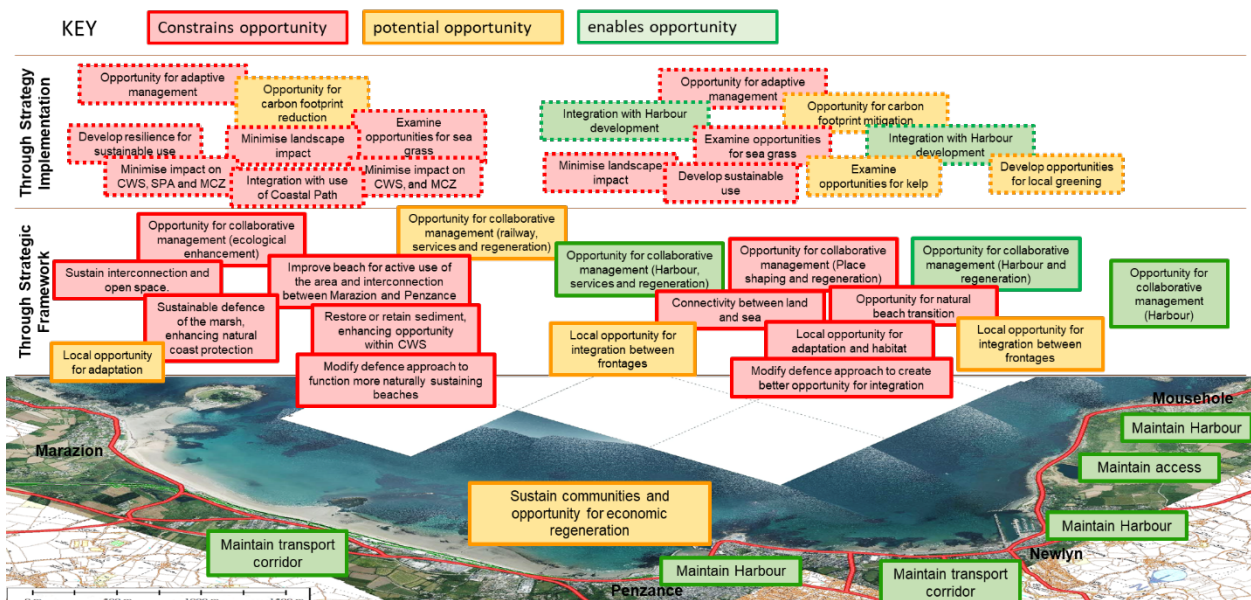 KEY
Constrains opportunity
potential opportunity
enables opportunity
Through Strategy
Implementation
Opportunity for adaptive
management
Opportunity for
carbon footprint
reduction
Develop resilience for
sustainable use
Minimise landscape
impact
Examine
opportunities for sea
grass
Minimise impact on
CWS, SPA and MCZ
Integration with use
of Coastal Path
Minimise impact on
CWS, and MCZ
Opportunity for adaptive
management
Integration with Harbour
development
Opportunity for carbon
footprint mitigation
Examine opportunities
for sea grass
Integration with Harbour
development
Minimise landscape
impact
Develop sustainable
use
Examine
opportunities for kelp
Develop opportunities
for local greening
Through Strategic
Framework
Opportunity for collaborative
management (ecological
enhancement)
Opportunity for collaborative
management (railway,
services and regeneration)
Sustain interconnection and
open space.
Improve beach for active use of
the area and interconnection
between Marazion and Penzance
Sustainable defence
of the marsh,
enhancing natural
coast protection
Restore or retain sediment,
enhancing opportunity
within CWS
Local opportunity
for adaptation
Modify defence approach to
function more naturally sustaining
beaches
Opportunity for collaborative
management (Harbour,
services and regeneration)
Opportunity for collaborative
management (Place
shaping and regeneration)
Opportunity for collaborative
management (Harbour and
regeneration)
Opportunity for
collaborative
management
(Harbour)
Connectivity between land
and sea
Opportunity for natural
beach transition
Local opportunity for
integration between
frontages
Local opportunity for
adaptation and habitat
Local opportunity for
integration between
frontages
Modify defence approach to create
better opportunity for integration
Mousehole
Maintain Harbour
Marazion
Maintain access
Sustain communities and
opportunity for economic
regeneration
Maintain Harbour
Newlyn
Maintain transport
corridor
Maintain Harbour
Maintain transport
corridor
Penzance